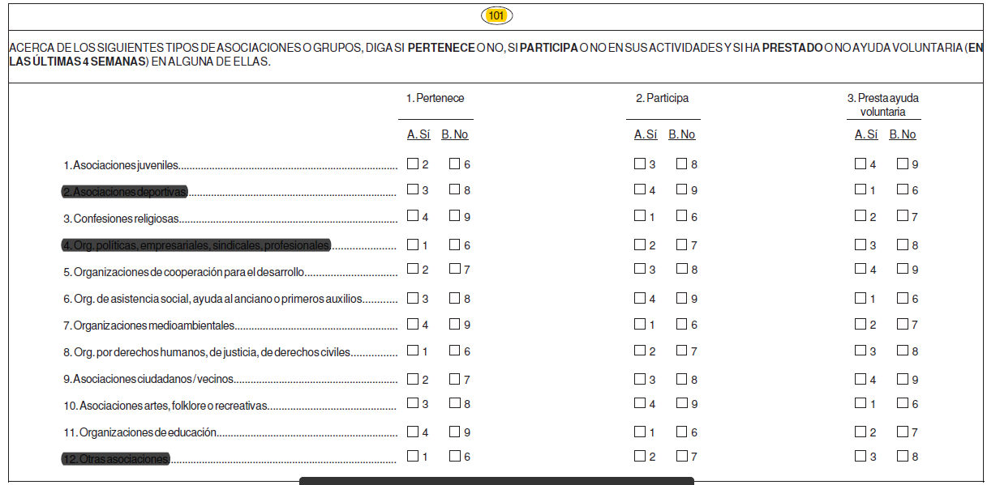 101
ACERCA DE LOS SIGUIENTES TIPOS DE ASOCIACIONES O GRUPOS, DIGA SI PERTENECE O NO, SI PARTICIPA O NO EN SUS ACTIVIDADES Y SI HA PRESTADO O NO AYUDA VOLUNTARIA (EN
LAS ÚLTIMAS 4 SEMANAS) EN ALGUNA DE ELLAS.
1. Pertenece 2. Participa 3. Presta ayuda
voluntaria
A. Sí B. No A. Sí B. No A. Sí B. No
1. Asociaciones juveniles 2 6 3 8 4 9
2. Asociaciones deportivas 3 8 4 9 1 6
3. Confesiones religiosas 4 9 1 6 2 7
4. Org. políticas, empresariales, sindicales, profesionales 1 6 2 7 3 8
5. Organizaciones de cooperación para el desarrollo 2 7 3 8 4 9
6. Org. de asistencia social, ayuda al anciano o primeros auxilios 3 8 4 9 1 6
7. Organizaciones medioambientales 4 9 1 6 2 7
8. Org. por derechos humanos, de justicia, de derechos civiles 1 6 2 7 3 8
9. Asociaciones ciudadanos / vecinos 2 7 3 8 4 9
10. Asociaciones artes, folklore o recreativas 3 8 4 9 1 6
11. Organizaciones de educación 4 9 1 6 2 7
12. Otras asociaciones 1 6 2 7 3 8